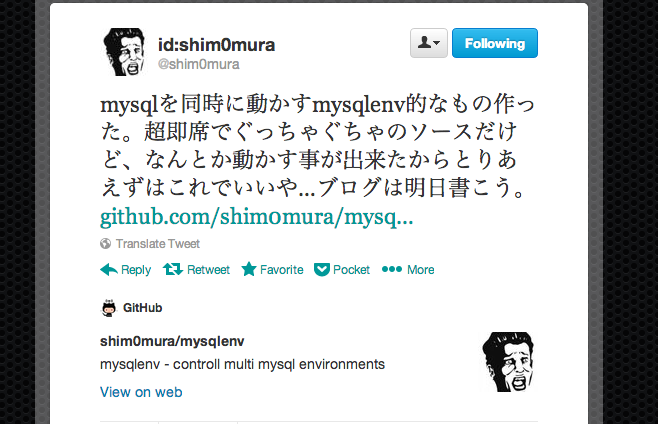 id:shim0mura
@shim0mura
Following
mysqlを同時に動かすmysqlenv的なもの作っ
た。超即席でぐっちゃぐちゃのソースだけ
ど、なんとか動かす事が出来たからとりあ
えずはこれでいいや...ブログは明日書こう。
github.com/shim0mura/mysq...
Translate Tweet
Reply Retweet Favorite Pocket More
GitHub
shim0mura/mysqlenv
mysqlenv - controll multi mysql environments
View on web